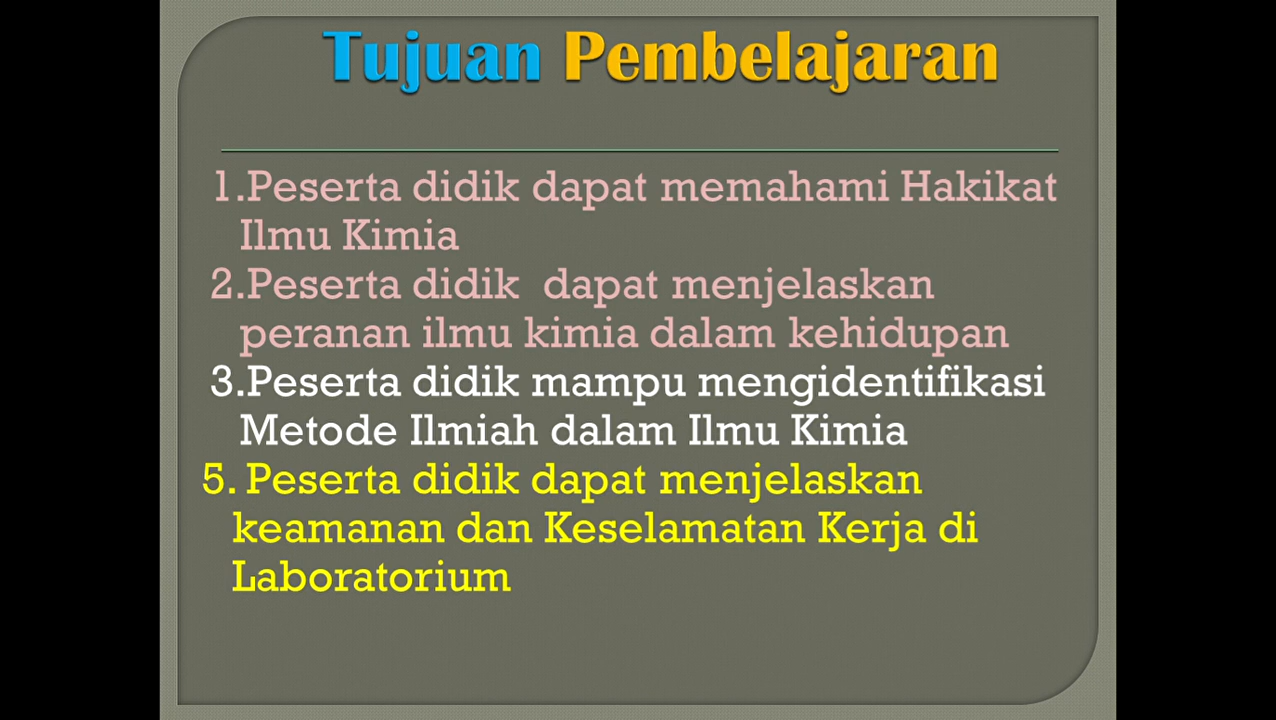 Tujuan Pembelajaran
1.Peserta didik dapat memahami Hakikat
Ilmu Kimia
2.Peserta didik dapat menjelaskan
peranan ilmu kimia dalam kehidupan
3.Peserta didik mampu mengidentifikasi
Metode Ilmiah dalam Ilmu Kimia
5. Peserta didik dapat menjelaskan
keamanan dan Keselamatan Kerja di
Laboratorium